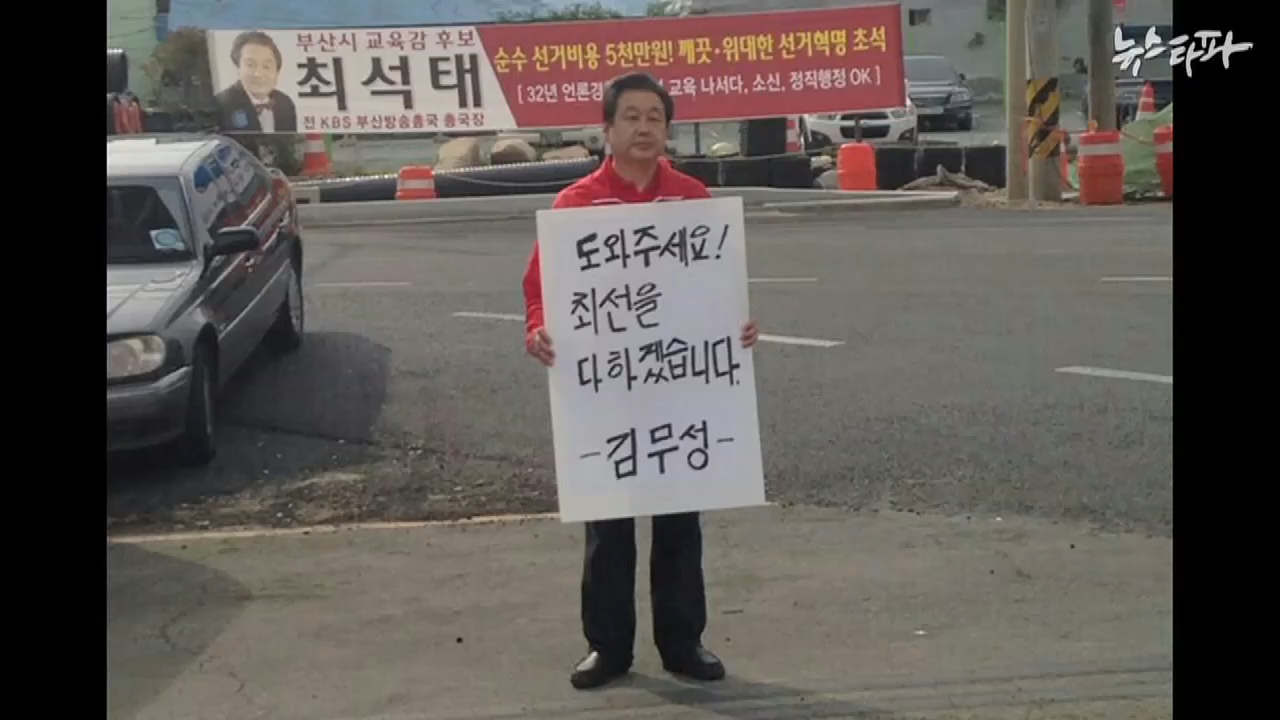 뉴스타파
부산시 교육감 후보
최석태
전 KBS 부산방송총국 총국장
순수 선거비용 5천만원! 깨끗·위대한 선거혁명 초석
[ 32년 언론경 교육 나서다, 소신, 정직행정 OK ]
도와주세요!
최선을
다하겠습니다.
-김무성-